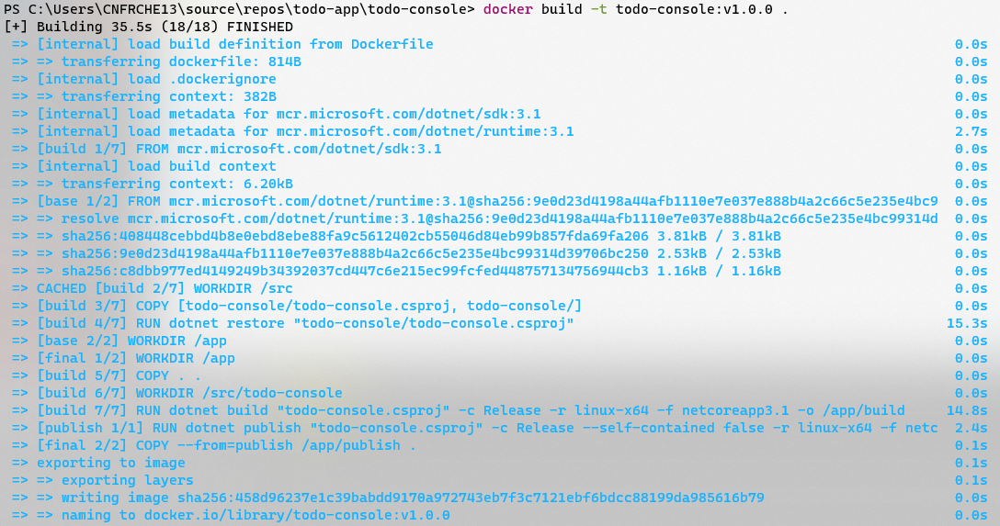 PS C:\Users\CNFRCHE13\source\repos\todo-app\todo-console> docker build -t todo-console:v1.0.0 .
[+] Building 35.5s (18/18) FINISHED
=> [internal] load build definition from Dockerfile 0.0s
=> => transferring dockerfile: 814B 0.0s
=> [internal] load .dockerignore 0.0s
=> => transferring context: 382B 0.0s
=> [internal] load metadata for mcr.microsoft.com/dotnet/sdk:3.1 0.0s
=> [internal] load metadata for mcr.microsoft.com/dotnet/runtime:3.1 2.7s
=> [build 1/7] FROM mcr.microsoft.com/dotnet/sdk:3.1 0.0s
=> [internal] load build context 0.0s
=> => transferring context: 6.20kB 0.0s
=> [base 1/2] FROM mcr.microsoft.com/dotnet/runtime:3.1@sha256:9e0d23d4198a44afb1110e7e037e888b4a2c66c5e235e4bc9 0.0s
=> => resolve mcr.microsoft.com/dotnet/runtime:3.1@sha256:9e0d23d4198a44afb1110e7e037e888b4a2c66c5e235e4bc99314d 0.0s
=> => sha256:408448cebbd4b8e0ebd8ebe88fa9c5612402cb55046d84eb99b857fda69fa206 3.81kB / 3.81kB 0.0s
=> => sha256:9e0d23d4198a44afb1110e7e037e888b4a2c66c5e235e4bc99314d39706bc250 2.53kB / 2.53kB 0.0s
=> => sha256:c8dbb977ed4149249b34392037cd447c6e215ec99fcfed448757134756944cb3 1.16kB / 1.16kB 0.0s
=> CACHED [build 2/7] WORKDIR /src 0.0s
=> [build 3/7] COPY [todo-console/todo-console.csproj, todo-console/] 0.0s
=> [build 4/7] RUN dotnet restore "todo-console/todo-console.csproj" 15.3s
=> [base 2/2] WORKDIR /app 0.0s
=> [final 1/2] WORKDIR /app 0.0s
=> [build 5/7] COPY . . 0.0s
=> [build 6/7] WORKDIR /src/todo-console 0.0s
=> [build 7/7] RUN dotnet build "todo-console.csproj" -c Release -r linux-x64 -f netcoreapp3.1 -o /app/build 14.8s
=> [publish 1/1] RUN dotnet publish "todo-console.csproj" -c Release --self-contained false -r linux-x64 -f netc 2.4s
=> [final 2/2] COPY --from=publish /app/publish . 0.1s
=> exporting to image 0.1s
=> => exporting layers 0.1s
=> => writing image sha256:458d96237e1c39babdd9170a972743eb7f3c7121ebf6bdcc88199da985616b79 0.0s
=> => naming to docker.io/library/todo-console:v1.0.0 0.0s